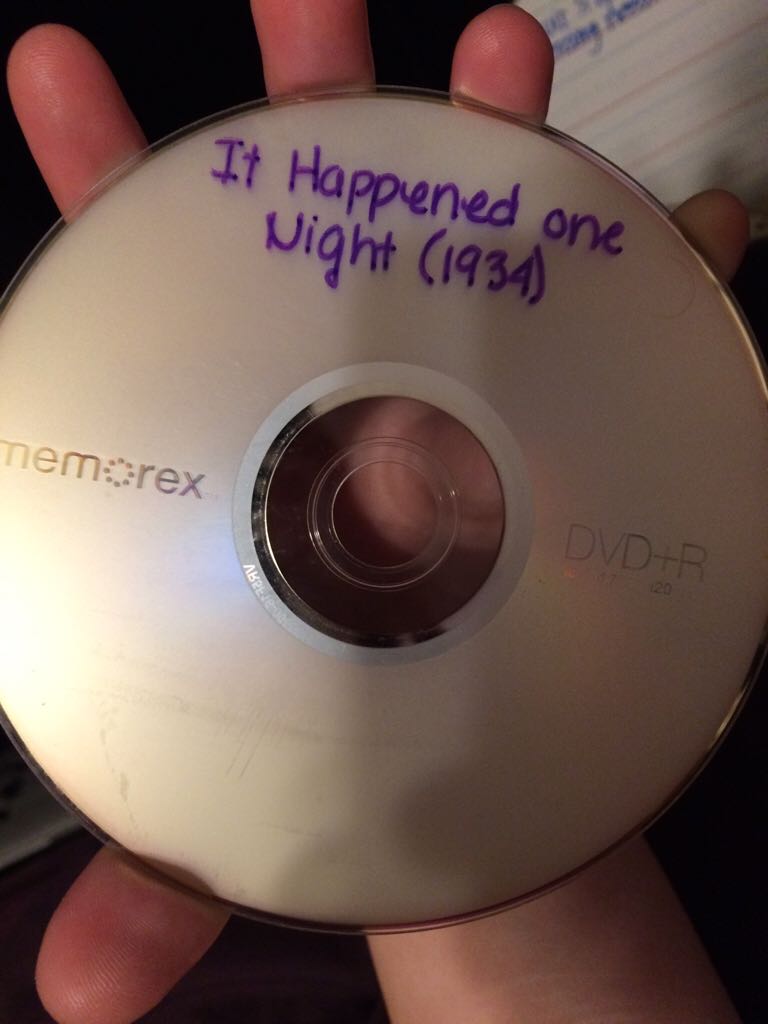 It Happened one
Night (1934)
memorex
DVD+R